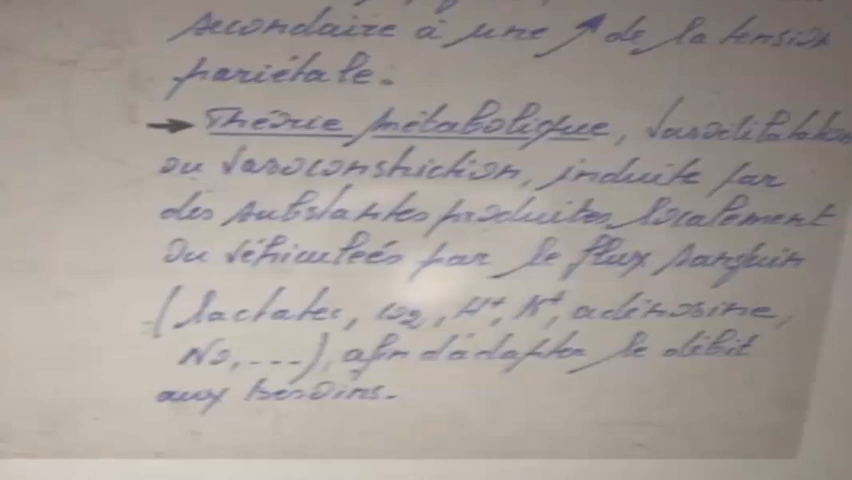 secondaire à une ↗ de la tension
pariétale.
→ Théorie métabolique, Vasodilatation
ou Vasoconstriction, induite par
des substantes produites localement
ou véhiculées par le flux sanguin
(lactates, CO2, H+, K+, adénosine,
No, ....), afin d'adapter le débit
aux besoins.